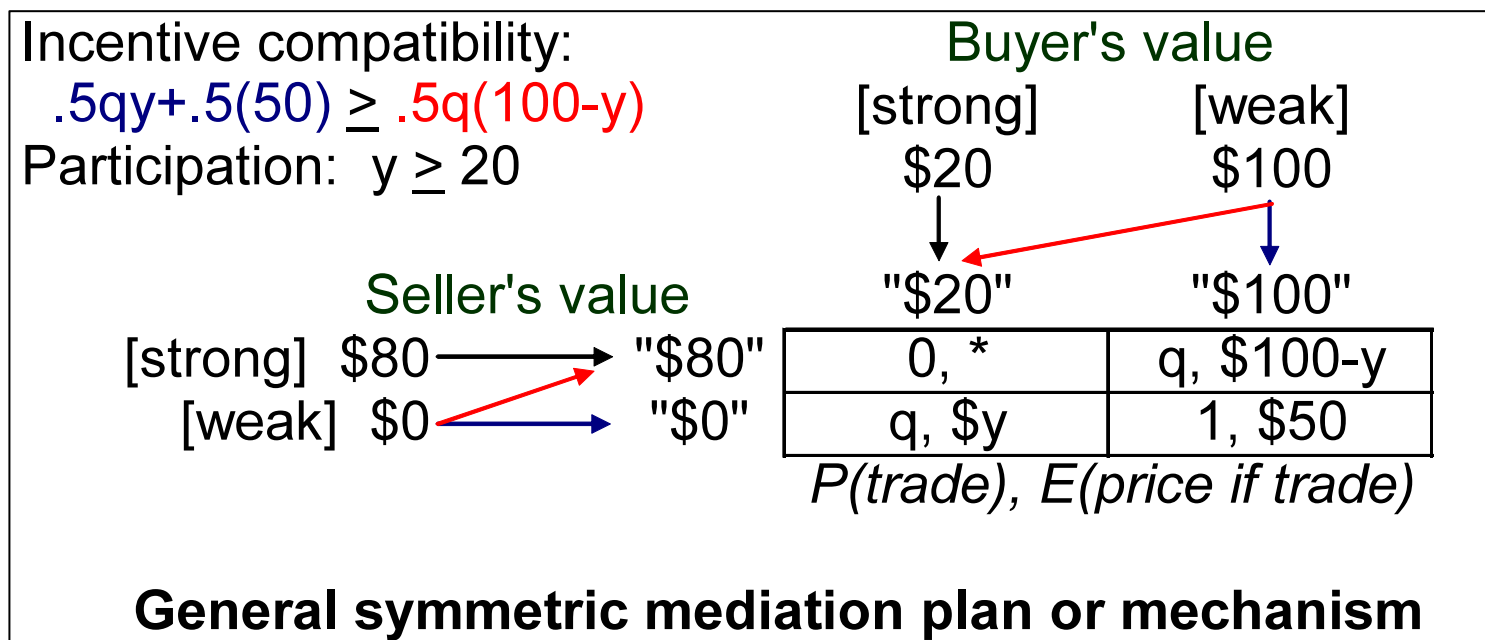 Incentive compatibility:
.5qy+.5(50) ≥ .5q(100-y)
Participation: y ≥ 20
Buyer's value
[strong] [weak]
$20 $100
"$20" "$100"
Seller's value
[strong] $80 "$80" 0, * q, $100-y
[weak] $0 "$0" q, $y 1, $50
P(trade), E(price if trade)
General symmetric mediation plan or mechanism